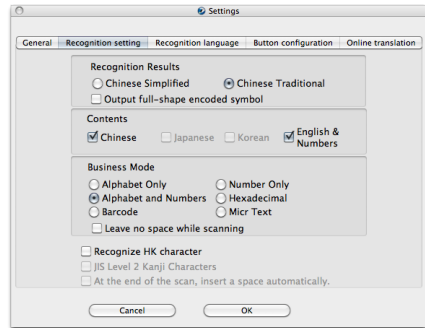 Settings
General Recognition setting Recognition language Button configuration Online translation
Recognition Results
Chinese Simplified Chinese Traditional
Output full-shape encoded symbol
Contents
Chinese Japanese Korean English & Numbers
Business Mode
Alphabet Only Number Only
Alphabet and Numbers Hexadecimal
Barcode Micr Text
Leave no space while scanning
Recognize HK character
JIS Level 2 Kanji Characters
At the end of the scan, insert a space automatically.
Cancel OK